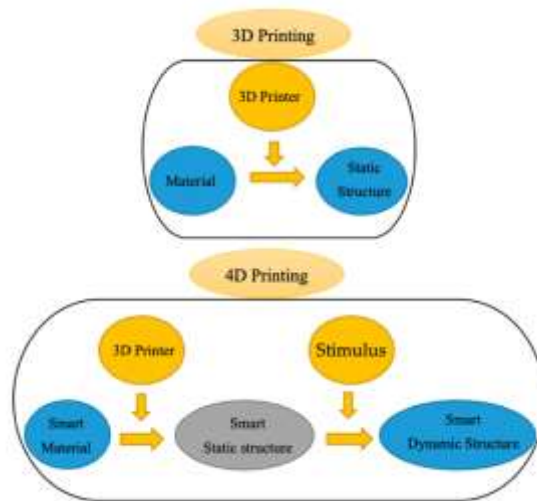 3D Printing
3D Printer
Material
Static
Structure
4D Printing
3D Printer
Stimulus
Smart
Material
Smart
Static structure
Smart
Dynamic Structure